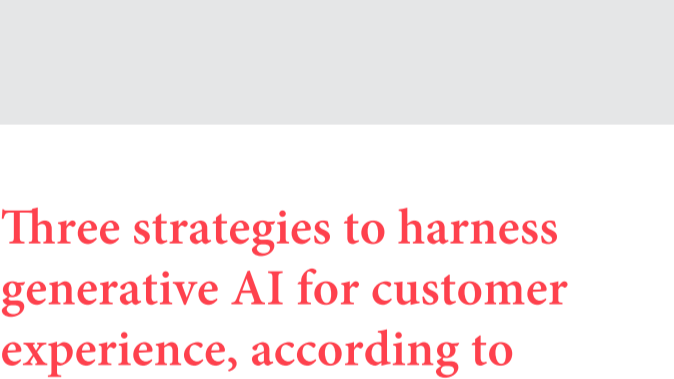 Three strategies to harness
generative AI for customer
experience, according to